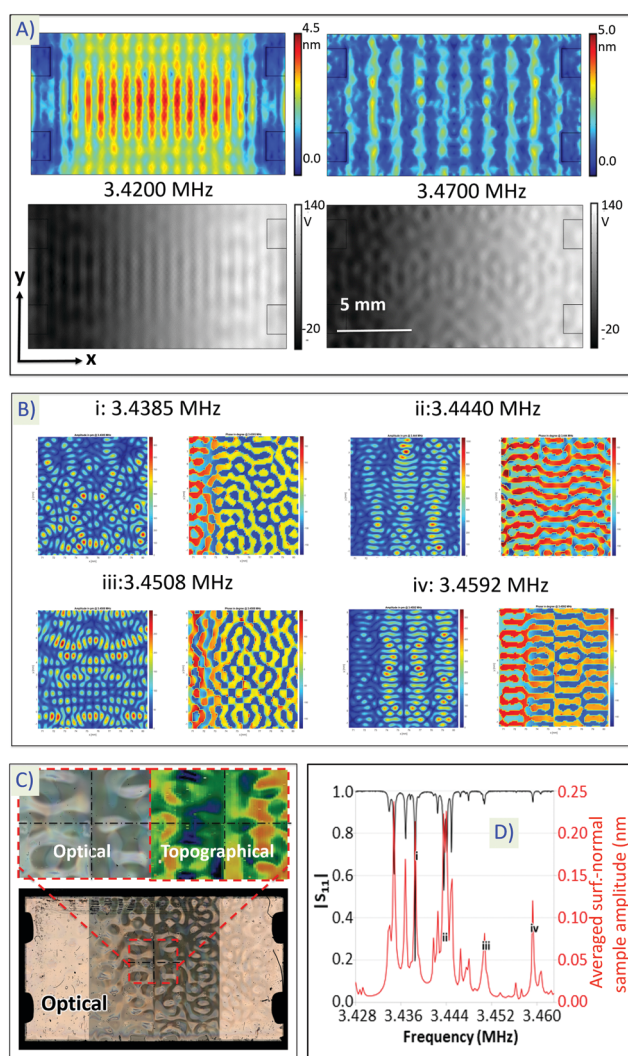 A)
4.5
nm
0.0
5.0
nm
0.0
3.4200 MHz
3.4700 MHz
140
V
-20
-
140
V
-20
-
y
x
5 mm
B)
i: 3.4385 MHz
ii:3.4440 MHz
iii:3.4508 MHz
iv: 3.4592 MHz
C)
Optical
Topographical
Optical
D)
|S11|
1.0
0.8
0.6
0.4
0.2
0.0
i
ii
iii
iv
0.25
0.20
0.15
0.10
0.05
0.00
Averaged surf.-normal
sample amplitude (nm
3.428
3.436
3.444
3.452
3.460
Frequency (MHz)